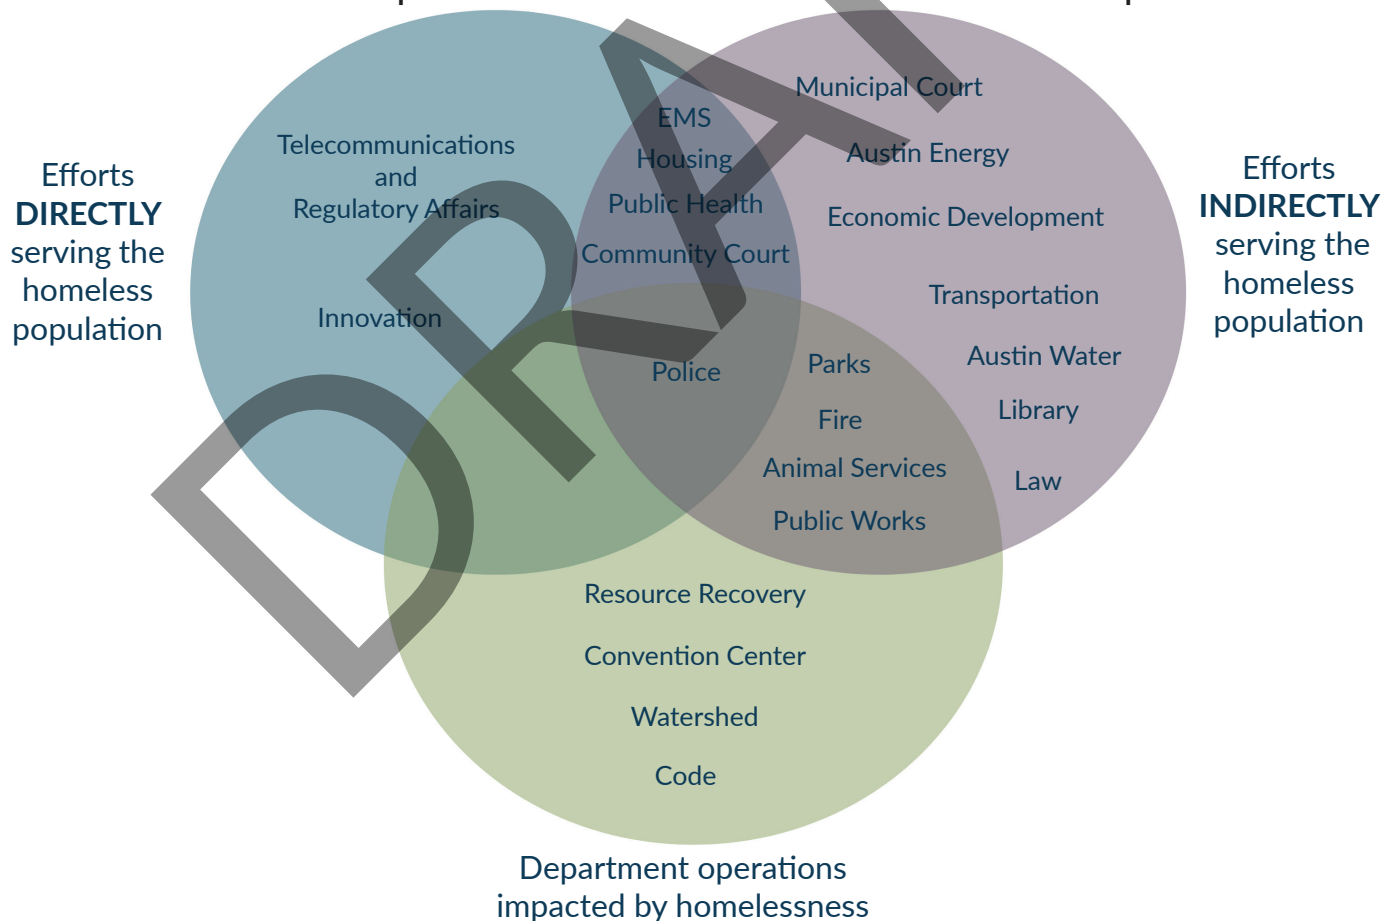 Efforts
DIRECTLY
serving the
homeless
population
Telecommunications
and
Regulatory Affairs
Innovation
EMS
Housing
Public Health
Community Court
Police
Municipal Court
Austin Energy
Economic Development
Transportation
Austin Water
Library
Law
Parks
Fire
Animal Services
Public Works
Efforts
INDIRECTLY
serving the
homeless
population
Resource Recovery
Convention Center
Watershed
Code
Department operations
impacted by homelessness
DRAFT